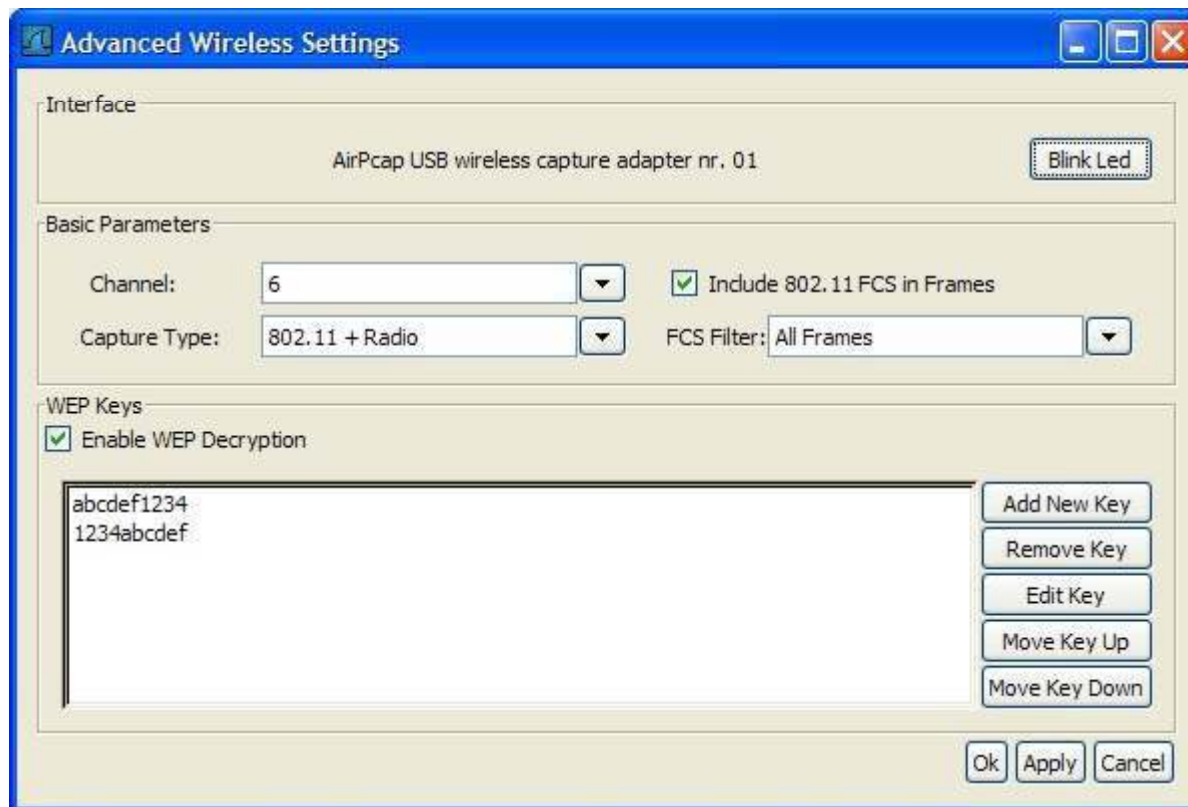 Advanced Wireless Settings
Interface
AirPcap USB wireless capture adapter nr. 01
Blink Led
Basic Parameters
Channel: 6
Include 802.11 FCS in Frames
Capture Type: 802.11 + Radio
FCS Filter: All Frames
WEP Keys
Enable WEP Decryption
abcdef1234
1234abcdef
Add New Key
Remove Key
Edit Key
Move Key Up
Move Key Down
Ok Apply Cancel